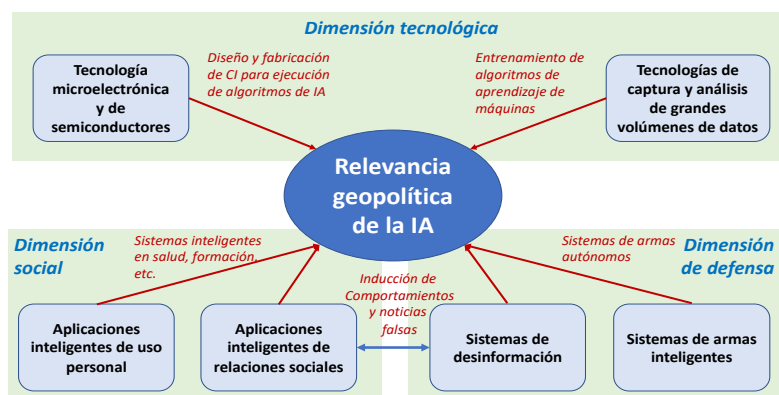 Dimensión tecnológica
Tecnología
microelectrónica
y de
semiconductores
Diseño y fabricación
de CI para ejecución
de algoritmos de IA
Entrenamiento de
algoritmos de
aprendizaje de
máquinas
Tecnologías de
captura y análisis
de grandes
volúmenes de datos
Relevancia
geopolítica
de la IA
Dimensión
social
Sistemas inteligentes
en salud, formación,
etc.
Inducción de
Comportamientos
y noticias
falsas
Sistemas de armas
autónomos
Dimensión
de defensa
Aplicaciones
inteligentes de uso
personal
Aplicaciones
inteligentes de
relaciones sociales
Sistemas de
desinformación
Sistemas de armas
inteligentes